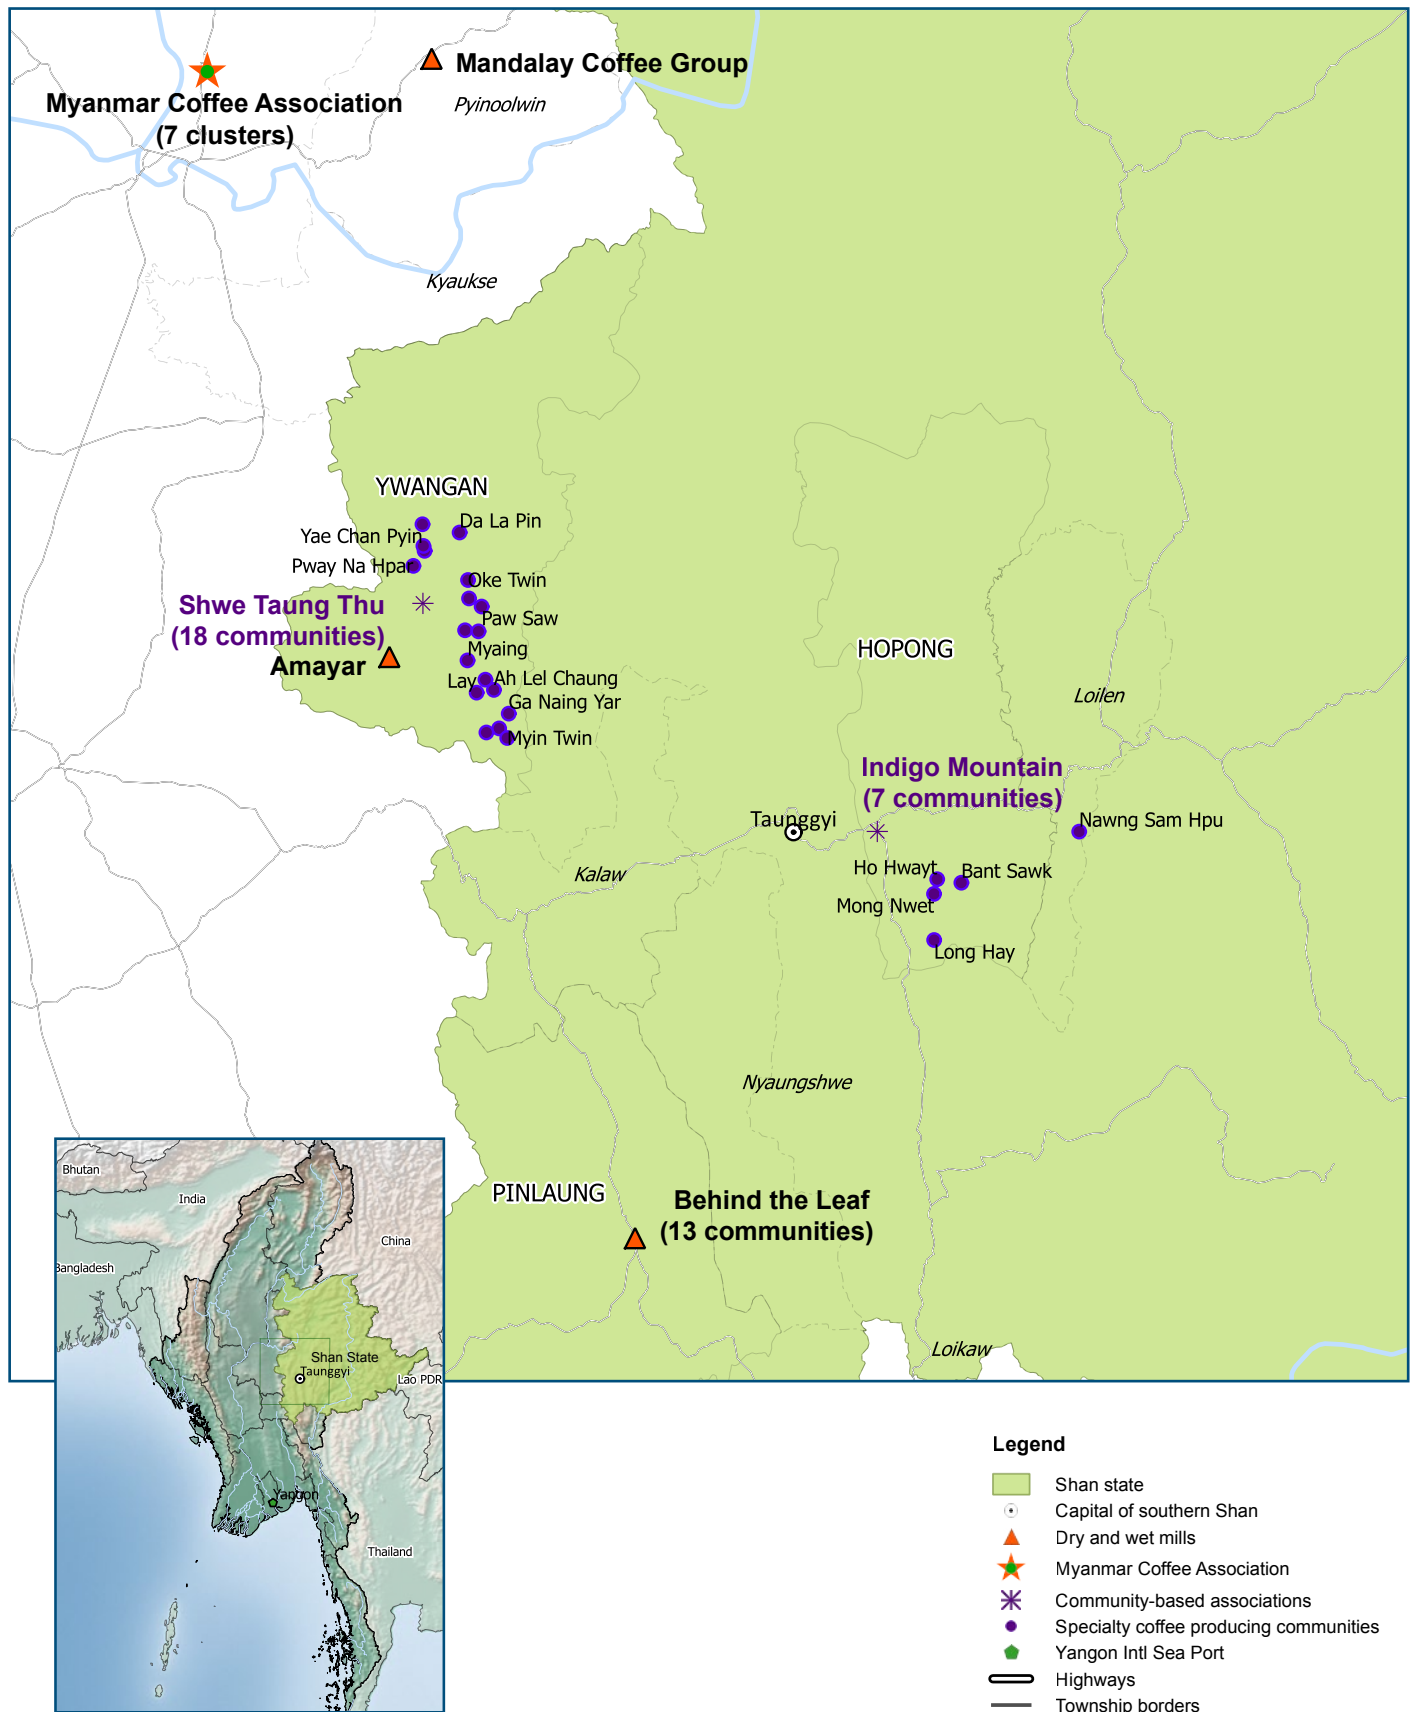 Mandalay Coffee Group
Myanmar Coffee Association
(7 clusters)
Pyinoolwin
Kyaukse
YWANGAN
Da La Pin
Yae Chan Pyin
Pway Na Hpar
Oke Twin
Shwe Taung Thu
(18 communities)
Paw Saw
Amayar
Myaing
Lay
Ah Lel Chaung
Ga Naing Yar
Myin Twin
HOPONG
Loilen
Indigo Mountain
(7 communities)
Taunggyi
Nawng Sam Hpu
Kalaw
Ho Hwayt
Bant Sawk
Mong Nwet
Long Hay
Nyaungshwe
PINLAUNG
Behind the Leaf
(13 communities)
Loikaw
Bhutan
India
China
Bangladesh
Shan State
Taunggyi
Lao PDR
Yangon
Thailand
Legend
Shan state
Capital of southern Shan
Dry and wet mills
Myanmar Coffee Association
Community-based associations
Specialty coffee producing communities
Yangon Intl Sea Port
Highways
Township borders